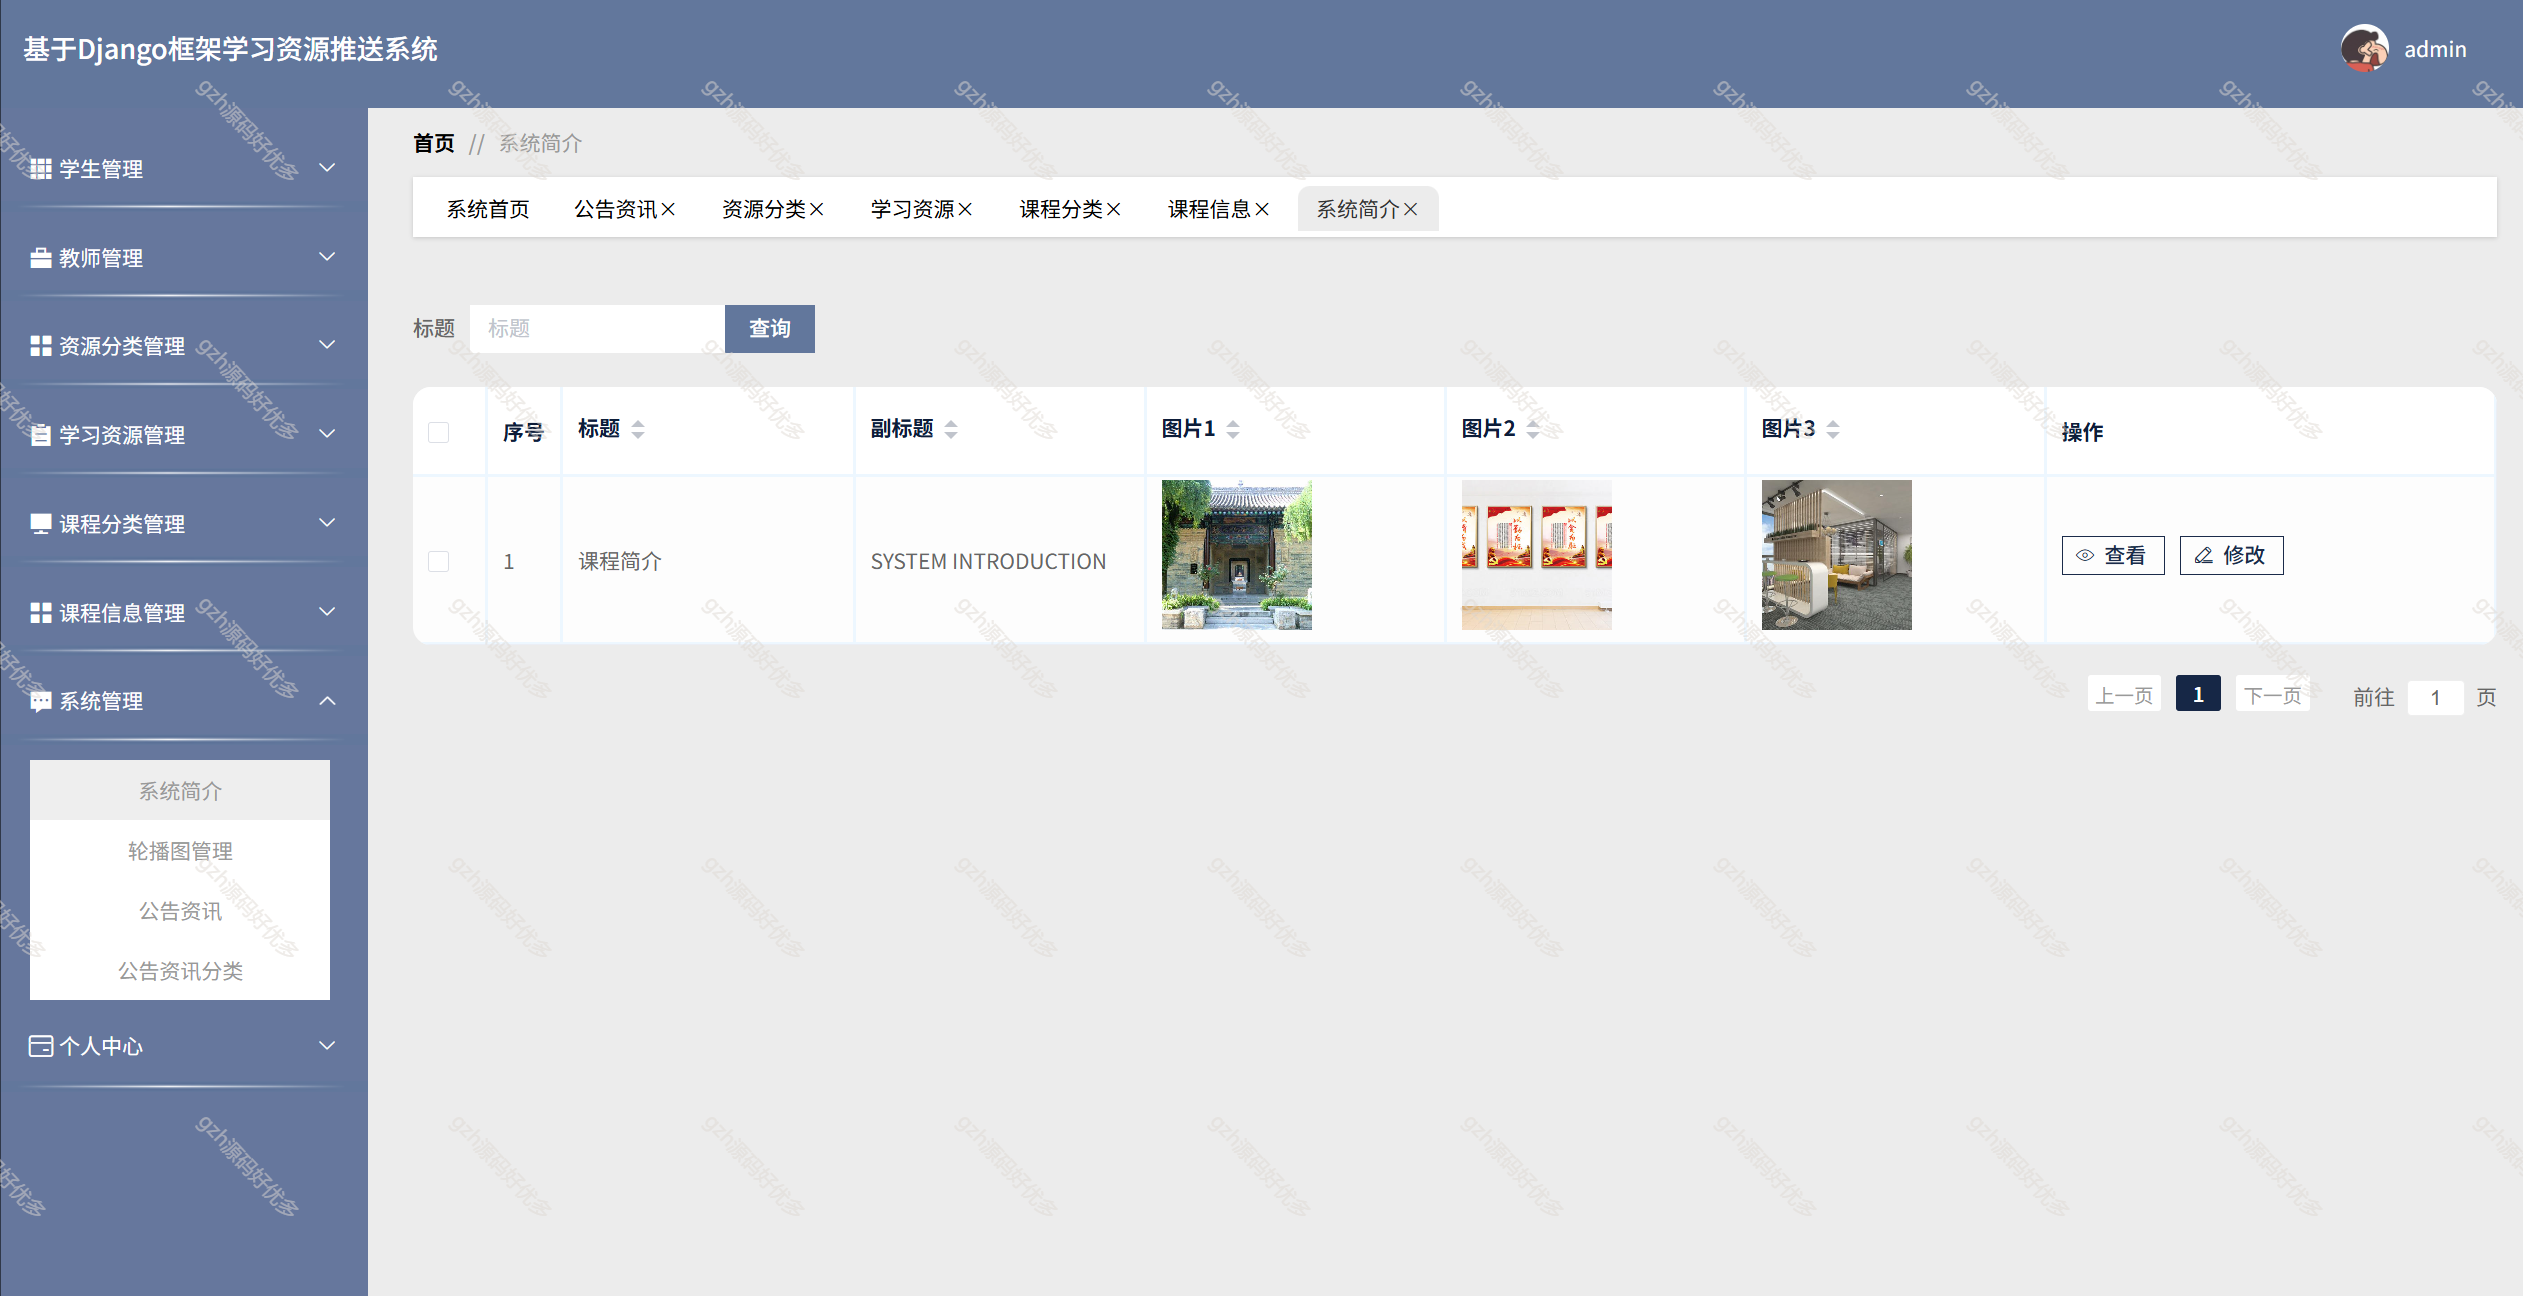 基于Django框架学习资源推送系统
admin
学生管理
教师管理
资源分类管理
学习资源管理
课程分类管理
课程信息管理
系统管理
系统简介
轮播图管理
公告资讯
公告资讯分类
个人中心
首页 // 系统简介
系统首页 公告资讯 资源分类 学习资源 课程分类 课程信息 系统简介
标题 标题 查询
序号 标题 副标题 图片1 图片2 图片3 操作
1 课程简介 SYSTEM INTRODUCTION 查看 修改
上一页 1 下一页 前往 1 页
gzh源码好优多